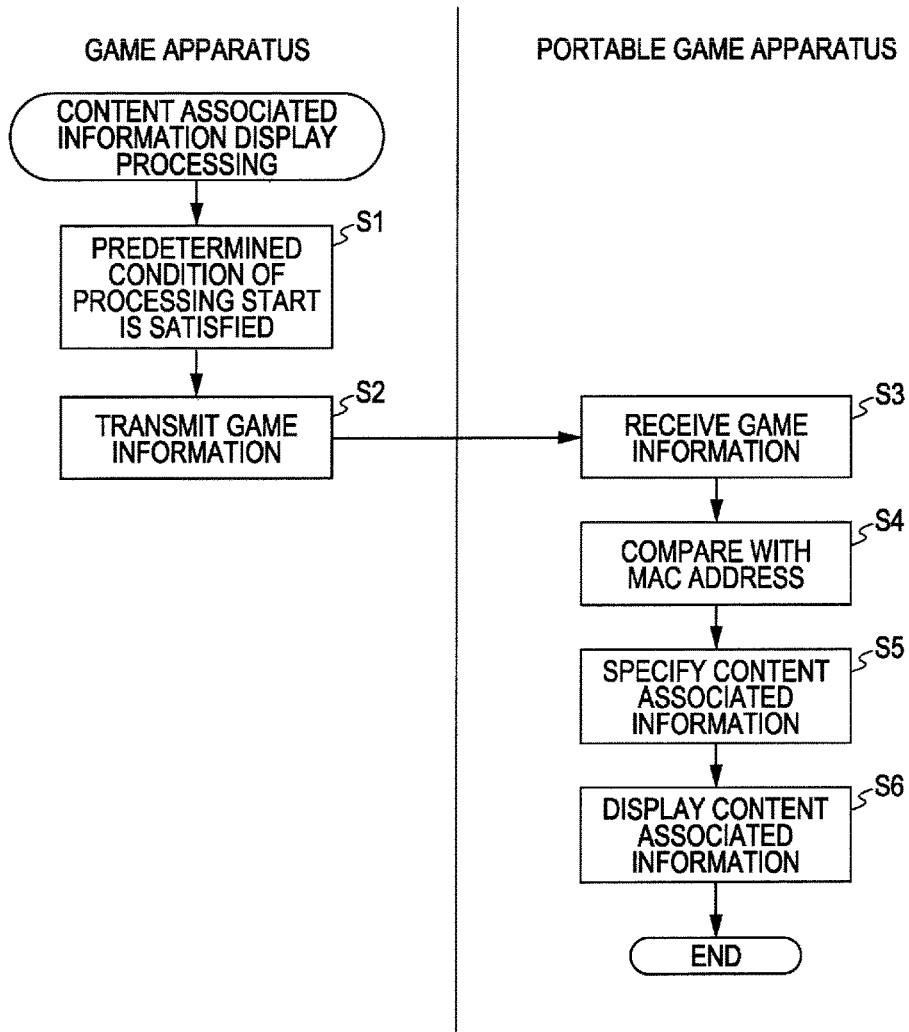 GAME APPARATUS
CONTENT ASSOCIATED
INFORMATION DISPLAY
PROCESSING
S1
PREDETERMINED
CONDITION OF
PROCESSING START
IS SATISFIED
S2
TRANSMIT GAME
INFORMATION
PORTABLE GAME APPARATUS
S3
RECEIVE GAME
INFORMATION
S4
COMPARE WITH
MAC ADDRESS
S5
SPECIFY CONTENT
ASSOCIATED
INFORMATION
S6
DISPLAY CONTENT
ASSOCIATED
INFORMATION
END